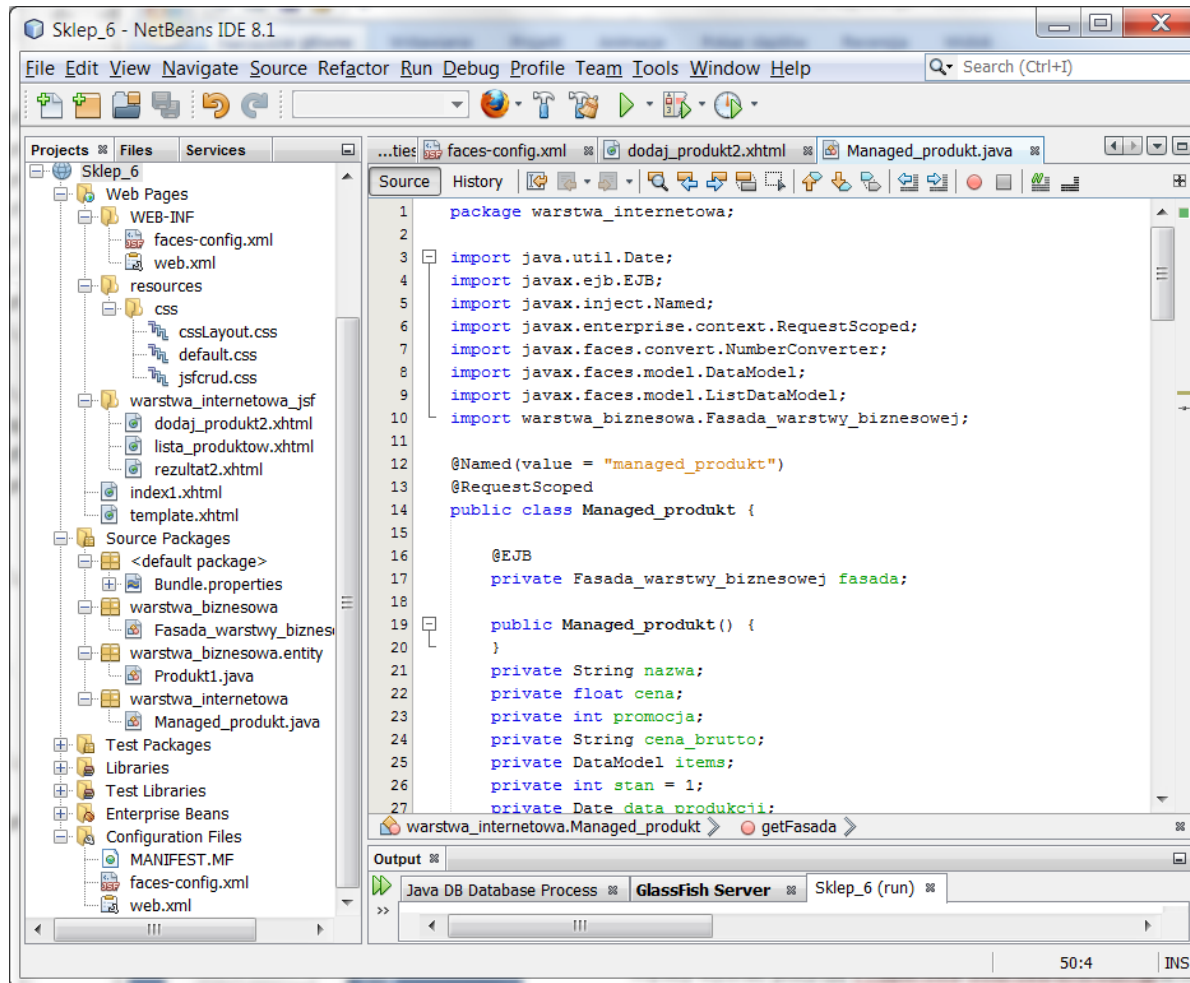 Sklep_6 - NetBeans IDE 8.1
File Edit View Navigate Source Refactor Run Debug Profile Team Tools Window Help
Search (Ctrl+I)
Projects Files Services
Sklep_6
Web Pages
WEB-INF
faces-config.xml
web.xml
resources
css
cssLayout.css
default.css
jsfcrud.css
warstwa_internetowa_jsf
dodaj_produkt2.xhtml
lista_produktow.xhtml
rezultat2.xhtml
index1.xhtml
template.xhtml
Source Packages
<default package>
Bundle.properties
warstwa_biznesowa
Fasada_warstwy_biznes
warstwa_biznesowa.entity
Produkt1.java
warstwa_internetowa
Managed_produkt.java
Test Packages
Libraries
Test Libraries
Enterprise Beans
Configuration Files
MANIFEST.MF
faces-config.xml
web.xml
...ties faces-config.xml dodaj_produkt2.xhtml Managed_produkt.java
Source History
1 package warstwa_internetowa;
2
3 import java.util.Date;
4 import javax.ejb.EJB;
5 import javax.inject.Named;
6 import javax.enterprise.context.RequestScoped;
7 import javax.faces.convert.NumberConverter;
8 import javax.faces.model.DataModel;
9 import javax.faces.model.ListDataModel;
10 import warstwa_biznesowa.Fasada_warstwy_biznesowej;
11
12 @Named(value = "managed_produkt")
13 @RequestScoped
14 public class Managed_produkt {
15
16 @EJB
17 private Fasada_warstwy_biznesowej fasada;
18
19 public Managed_produkt() {
20 }
21 private String nazwa;
22 private float cena;
23 private int promocja;
24 private String cena_brutto;
25 private DataModel items;
26 private int stan = 1;
27 private Date data_produkcji;
warstwa_internetowa.Managed_produkt getFasada
Output
Java DB Database Process GlassFish Server Sklep_6 (run)
50:4 INS